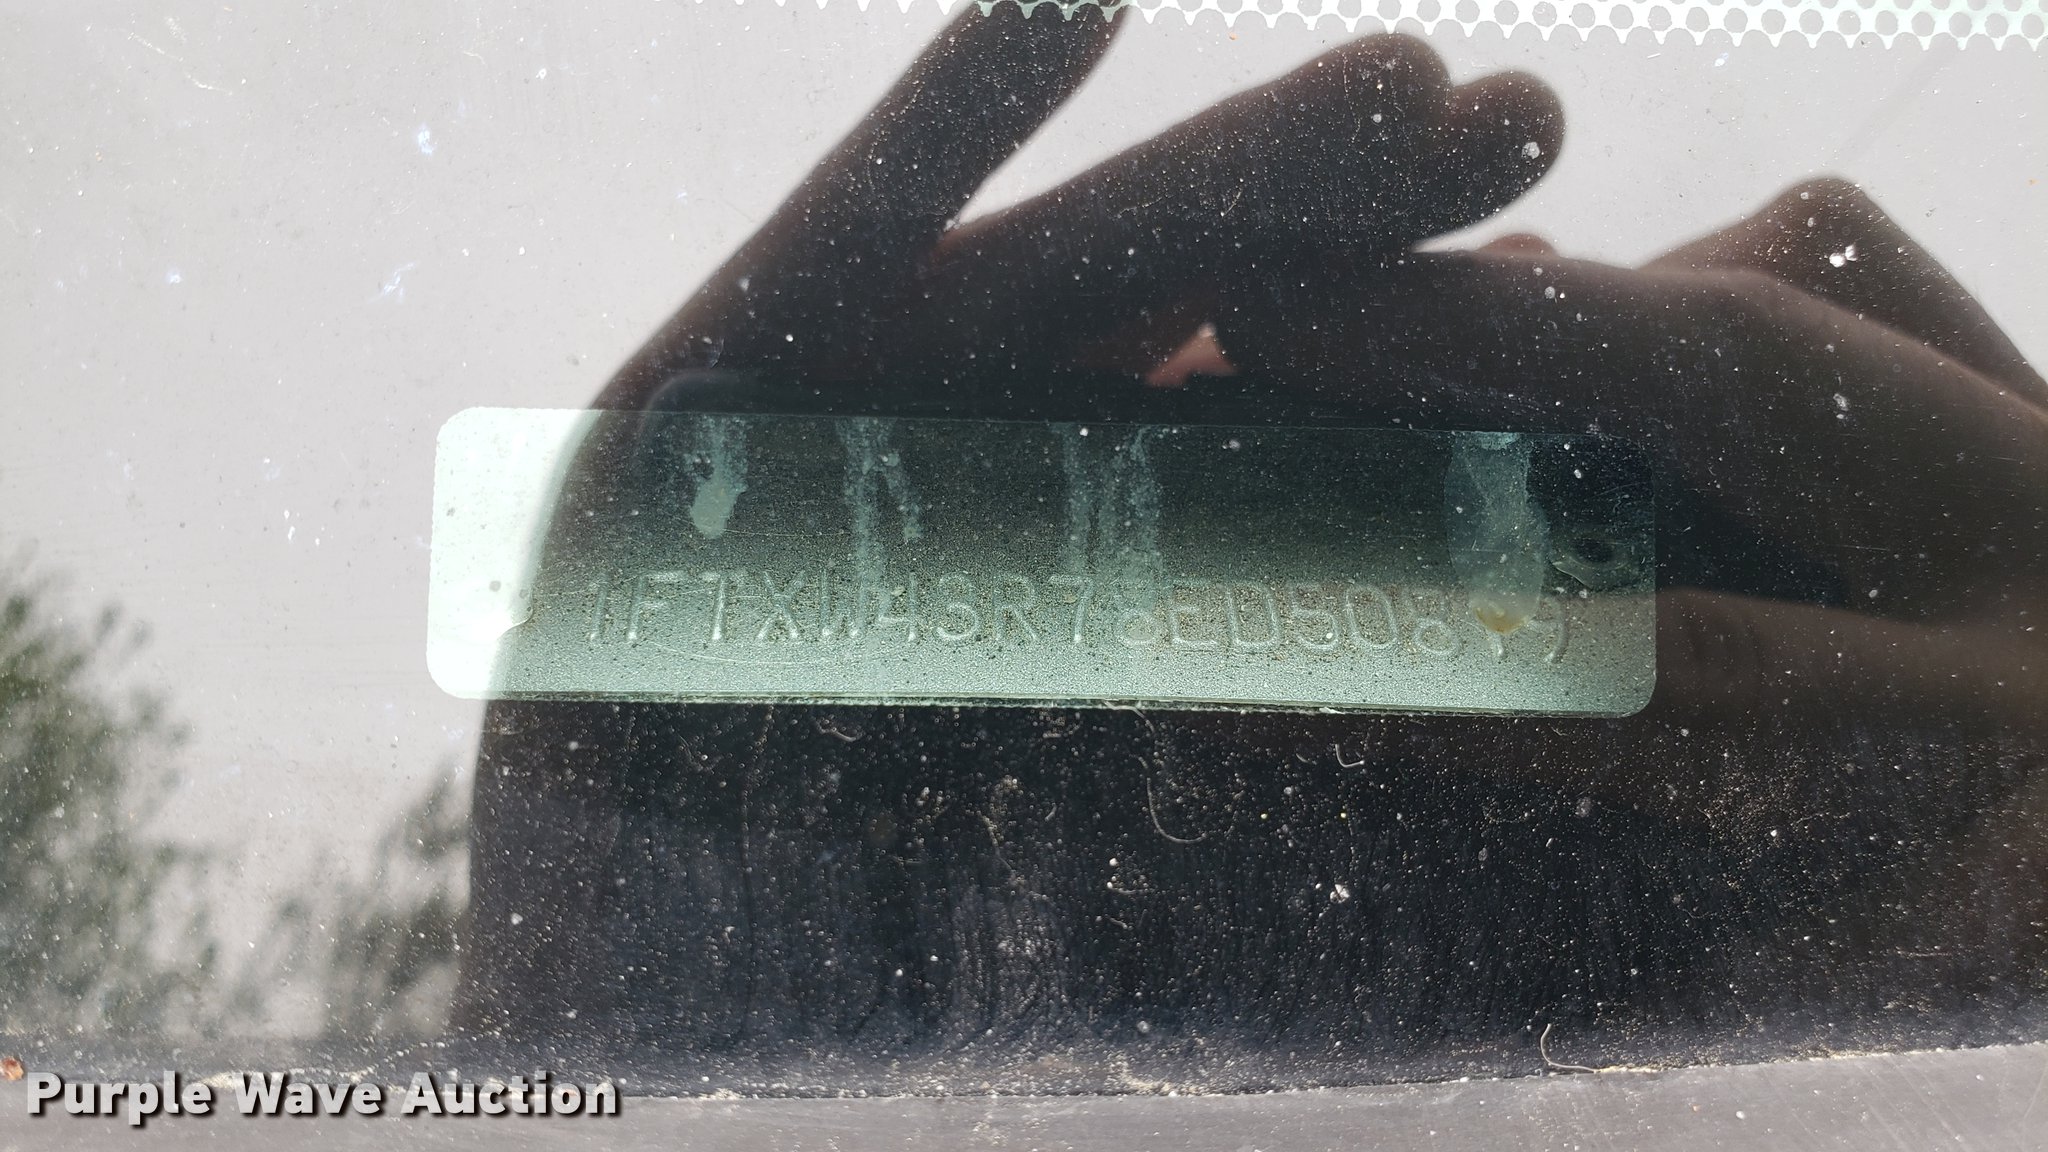 1FTXW43R78ED50899
Purple Wave Auction